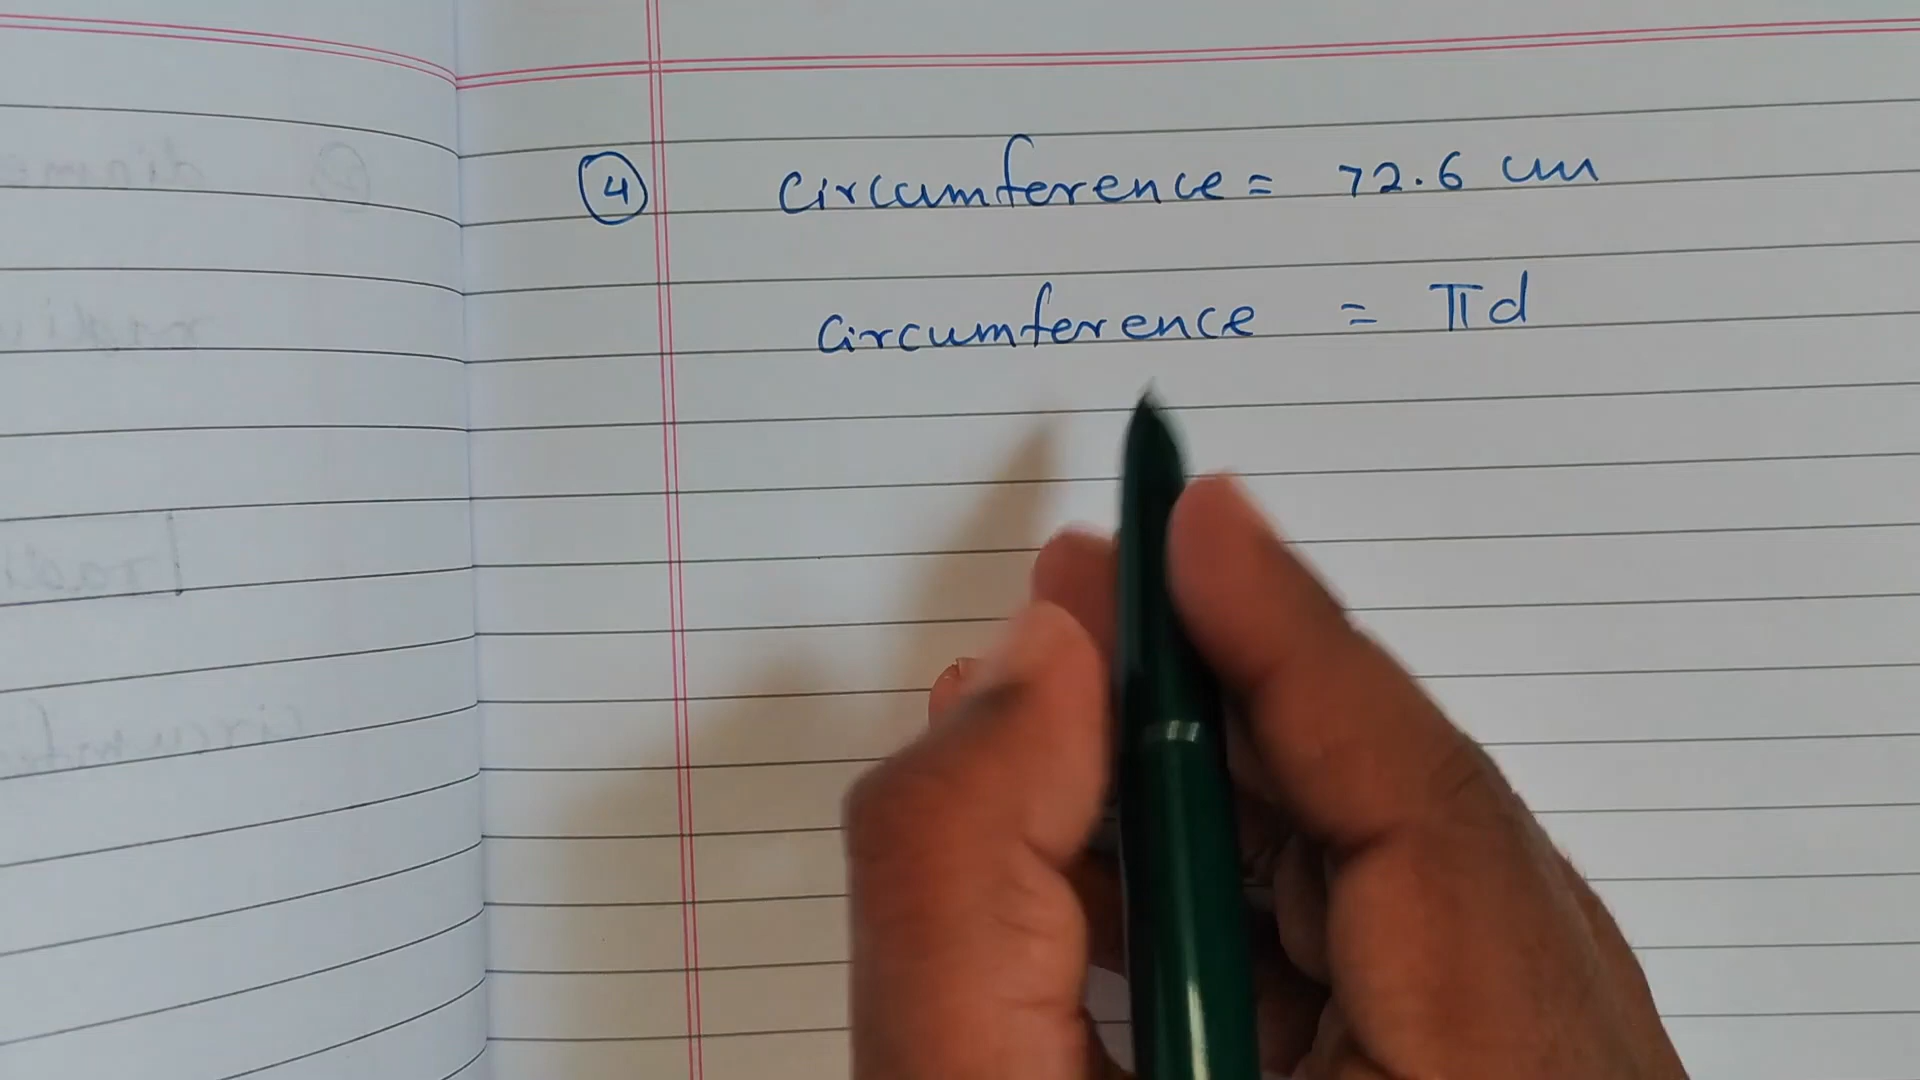 ④ Circumference = 72.6 cm
Circumference = πd